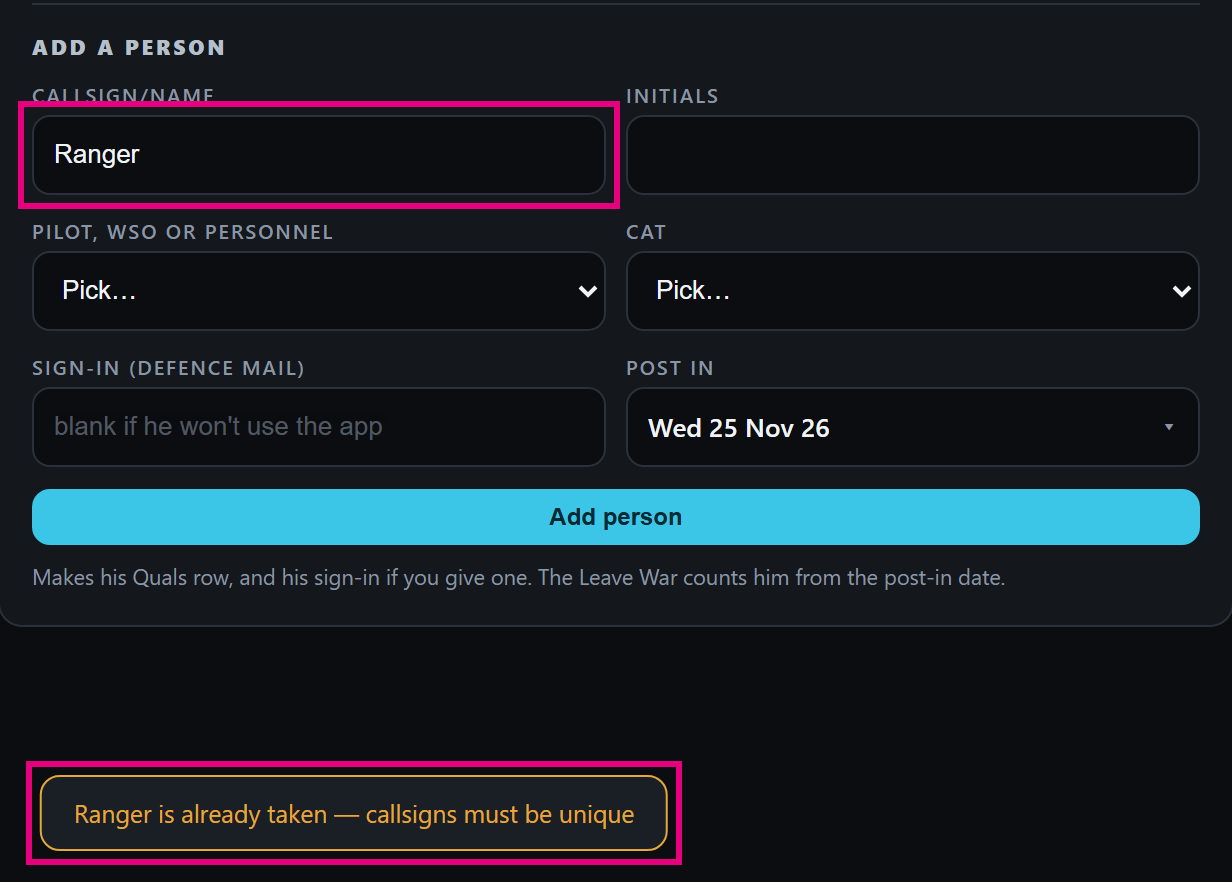 ADD A PERSON
CALLSIGN/NAME
INITIALS
Ranger
PILOT, WSO OR PERSONNEL
CAT
Pick…
Pick…
SIGN-IN (DEFENCE MAIL)
POST IN
blank if he won't use the app
Wed 25 Nov 26
Add person
Makes his Quals row, and his sign-in if you give one. The Leave War counts him from the post-in date.
Ranger is already taken — callsigns must be unique